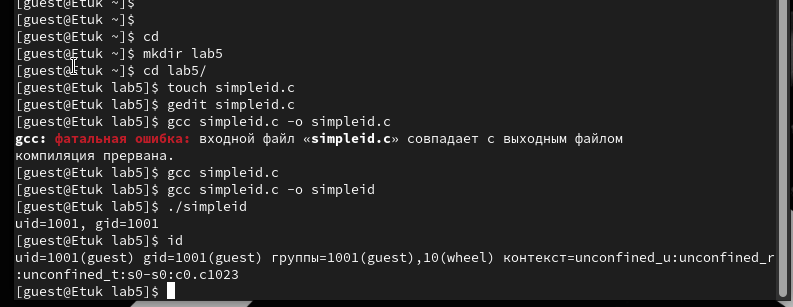 [guest@Etuk ~]$
[guest@Etuk ~]$
[guest@Etuk ~]$ cd
[guest@Etuk ~]$ mkdir lab5
[guest@Etuk ~]$ cd lab5/
[guest@Etuk lab5]$ touch simpleid.c
[guest@Etuk lab5]$ gedit simpleid.c
[guest@Etuk lab5]$ gcc simpleid.c -o simpleid.c
gcc: фатальная ошибка: входной файл «simpleid.c» совпадает с выходным файлом
компиляция прервана.
[guest@Etuk lab5]$ gcc simpleid.c
[guest@Etuk lab5]$ gcc simpleid.c -o simpleid
[guest@Etuk lab5]$ ./simpleid
uid=1001, gid=1001
[guest@Etuk lab5]$ id
uid=1001(guest) gid=1001(guest) группы=1001(guest),10(wheel) контекст=unconfined_u:unconfined_r
:unconfined_t:s0-s0:c0.c1023
[guest@Etuk lab5]$